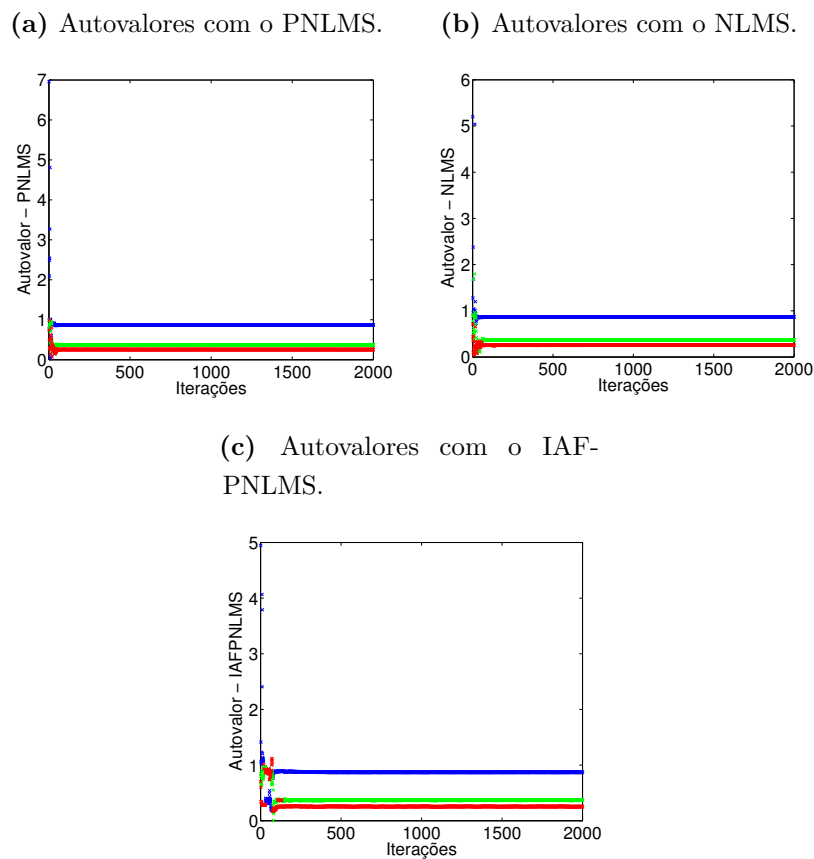 (a) Autovalores com o PNLMS.
(b) Autovalores com o NLMS.
7
6
5
4
3
2
1
0
Autovalor – PNLMS
0 500 1000 1500 2000
Iterações
6
5
4
3
2
1
0
Autovalor – NLMS
0 500 1000 1500 2000
Iterações
(c) Autovalores com o IAF-
PNLMS.
5
4
3
2
1
0
Autovalor – IAFPNLMS
0 500 1000 1500 2000
Iterações